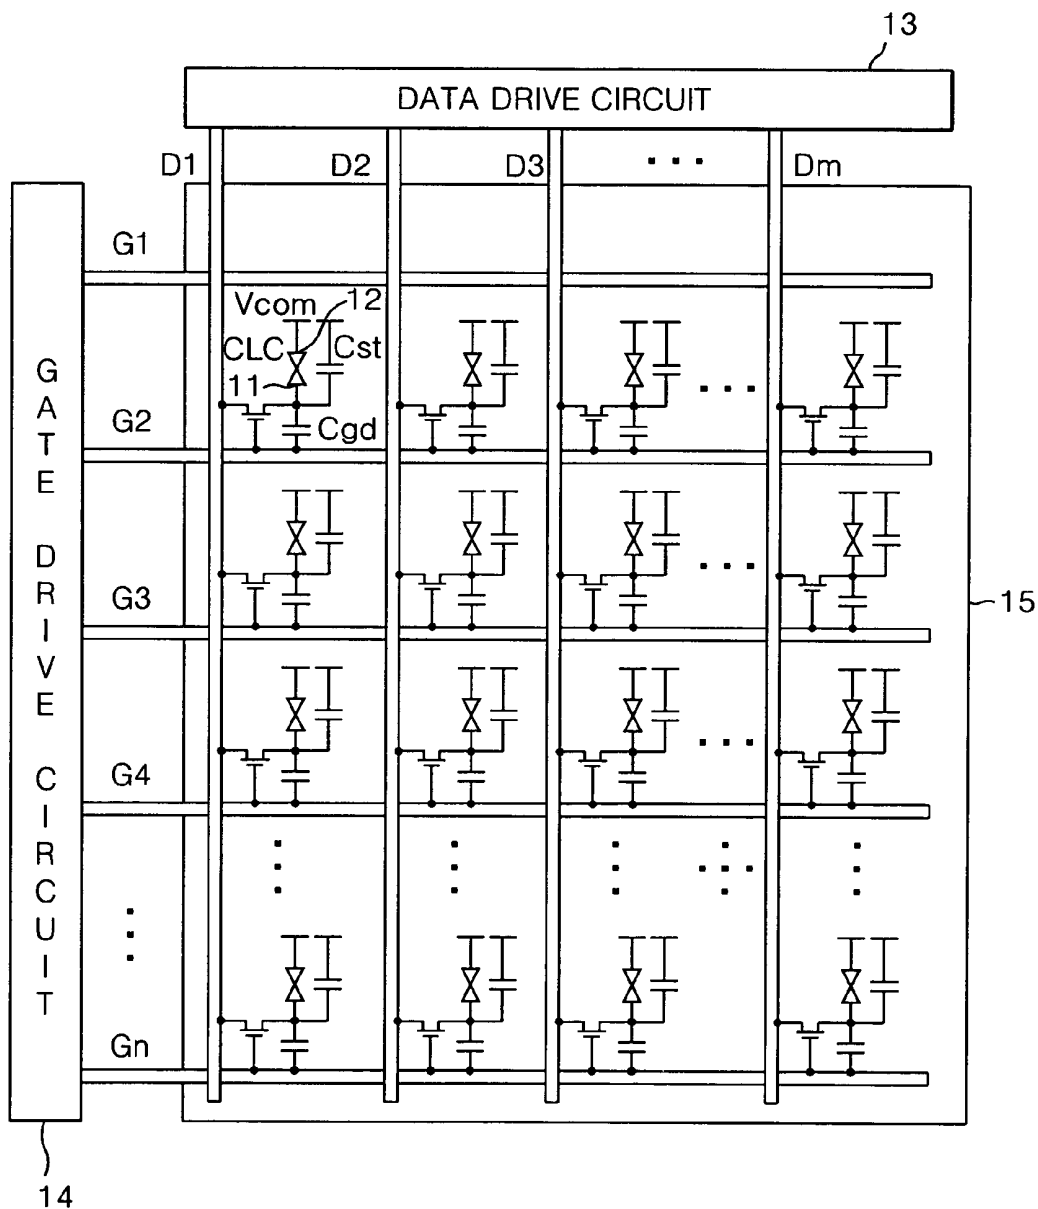 13
DATA DRIVE CIRCUIT
D1 D2 D3 Dm
G1
Vcom 12
CLC Cst
11
G2 Cgd
GATE DRIVE CIRCUIT
G3
15
G4
Gn
14